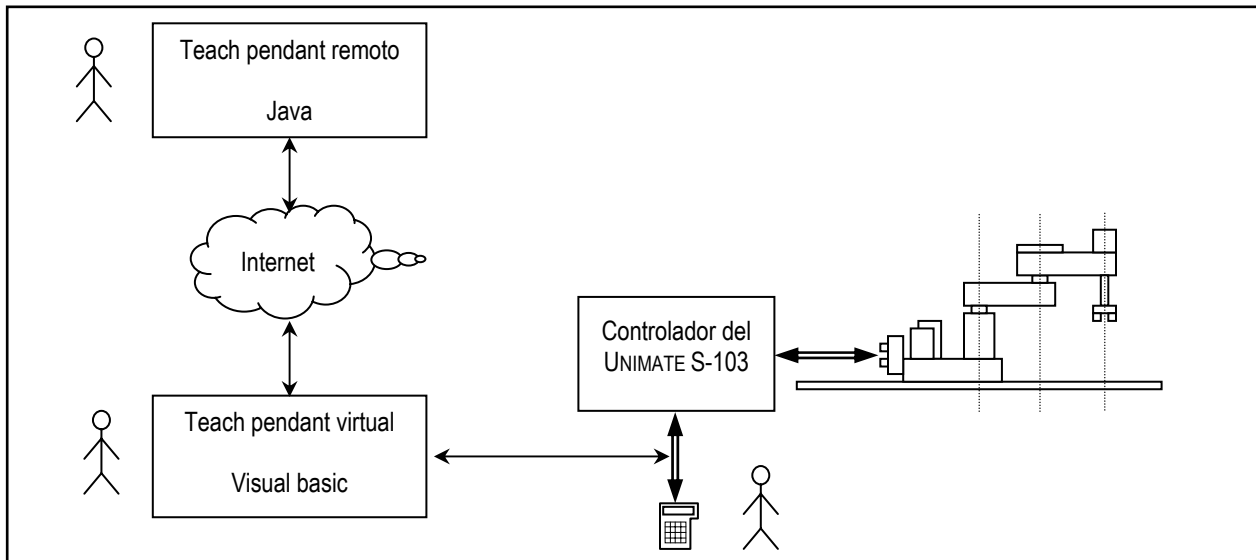 Teach pendant remoto
Java
Internet
Controlador del
UNIMATE S-103
Teach pendant virtual
Visual basic